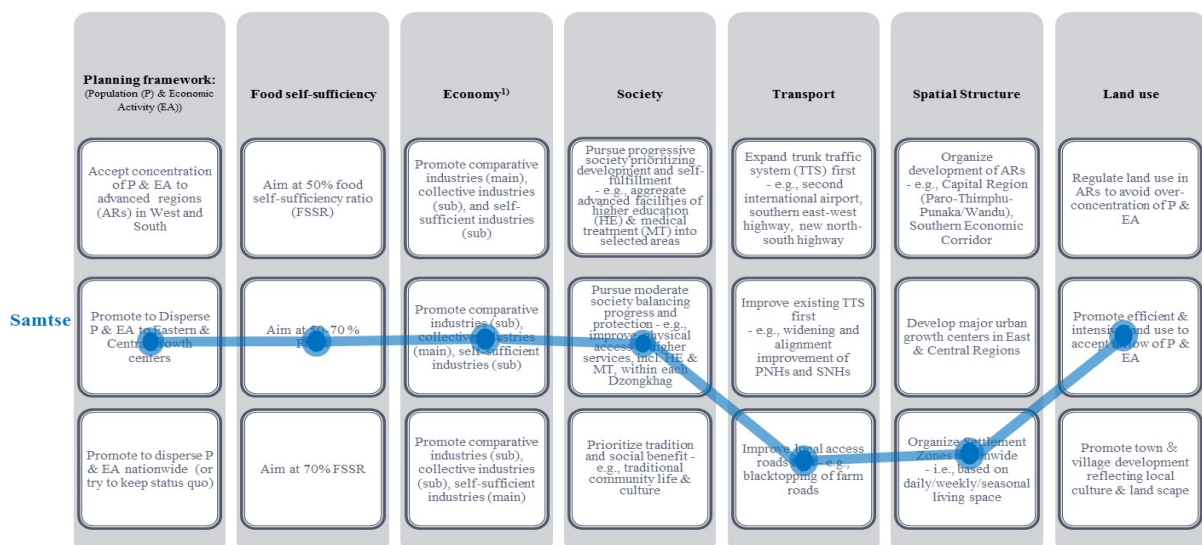 Planning framework:
(Population (P) & Economic
Activity (EA))
Food self-sufficiency
Economy1)
Society
Transport
Spatial Structure
Land use
Accept concentration
of P & EA to
advanced regions
(ARs) in West and
South
Aim at 50% food
self-sufficiency ratio
(FSSR)
Promote comparative
industries (main),
collective industries
(sub), and self-
sufficient industries
(sub)
Pursue progressive
society prioritizing
development and self-
fulfillment
- e.g., aggregate
advanced facilities of
higher education (HE)
& medical
treatment (MT) into
selected areas
Expand trunk traffic
system (TTS) first
- e.g., second
international airport,
southern east-west
highway, new north-
south highway
Organize
development of ARs
- e.g., Capital Region
(Paro-Thimphu-
Punaka/Wandu),
Southern Economic
Corridor
Regulate land use in
ARs to avoid over-
concentration of P &
EA
Samtse
Promote to Disperse
P & EA to Eastern &
Central Growth
centers
Aim at 50-70 %
Promote comparative
industries (sub),
collective industries
(main), self-sufficient
industries (sub)
Pursue moderate
society balancing
progress and
protection - e.g.,
improve physical
access to higher
services, incl. HE &
MT, within each
Dzongkhag
Improve existing TTS
first
- e.g., widening and
alignment
improvement of
PNHs and SNHs
Develop major urban
growth centers in East
& Central Regions
Promote efficient &
intensive land use to
accept inflow of P &
EA
Promote to disperse P
& EA nationwide (or
try to keep status quo)
Aim at 70% FSSR
Promote comparative
industries (sub),
collective industries
(sub), self-sufficient
industries (main)
Prioritize tradition
and social benefit -
e.g., traditional
community life &
culture
Improve local access
roads - e.g.,
blacktopping of farm
roads
Organize Settlement
Zones nationwide
- i.e., based on
daily/weekly/seasonal
living space
Promote town &
village development
reflecting local
culture & land scape